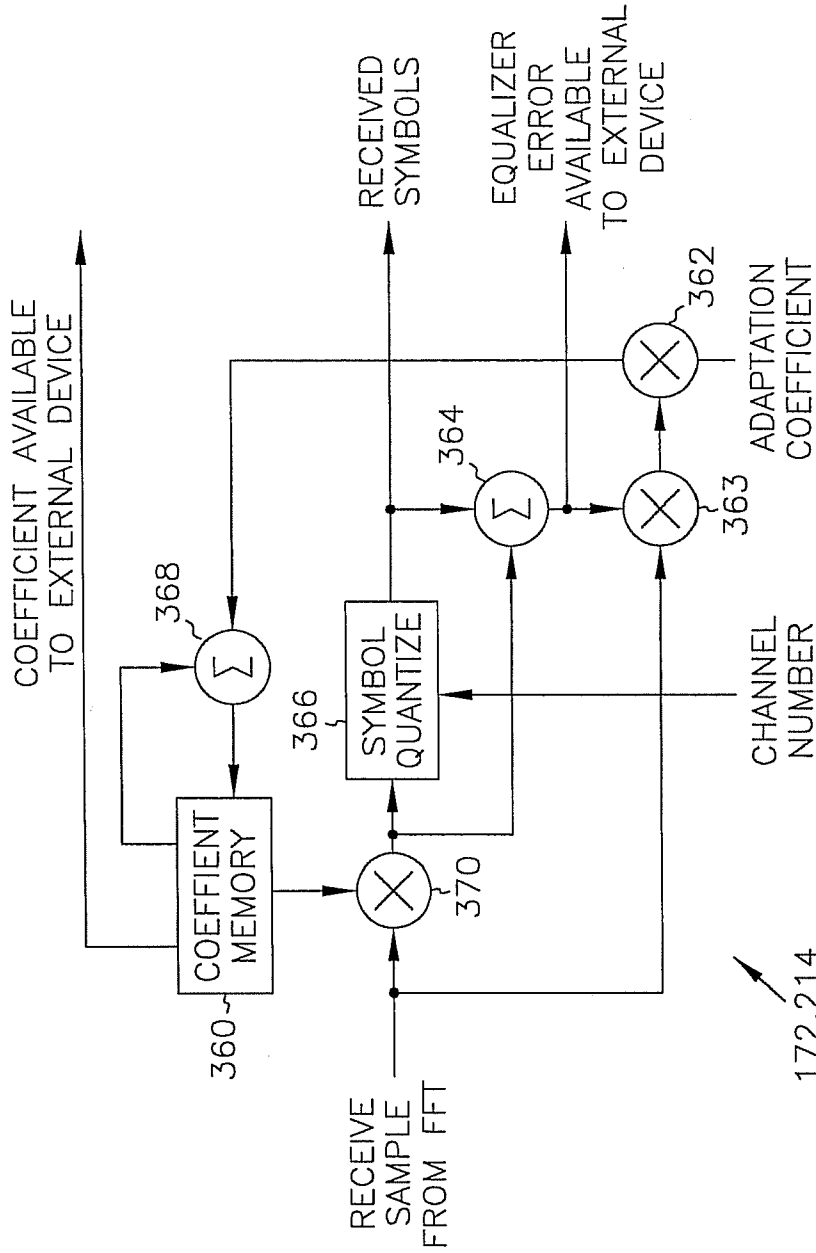 COEFFICIENT AVAILABLE
TO EXTERNAL DEVICE
360
COEFFIENT
MEMORY
368
Σ
RECEIVE
SAMPLE
FROM FFT
370
366
SYMBOL
QUANTIZE
RECEIVED
SYMBOLS
364
Σ
EQUALIZER
ERROR
AVAILABLE
TO EXTERNAL
DEVICE
363
362
CHANNEL
NUMBER
ADAPTATION
COEFFICIENT
172,214